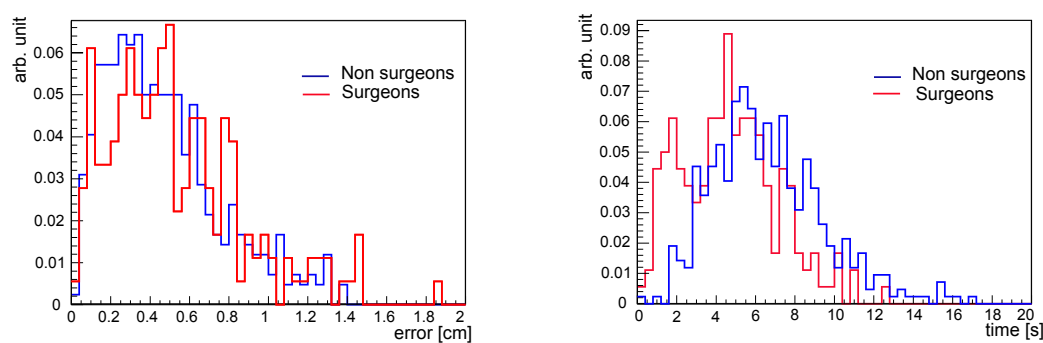 arb. unit
0.06
0.05
0.04
0.03
0.02
0.01
0
Non surgeons
Surgeons
0 0.2 0.4 0.6 0.8 1 1.2 1.4 1.6 1.8 2
error [cm]
arb. unit
0.09
0.08
0.07
0.06
0.05
0.04
0.03
0.02
0.01
0
Non surgeons
Surgeons
0 2 4 6 8 10 12 14 16 18 20
time [s]